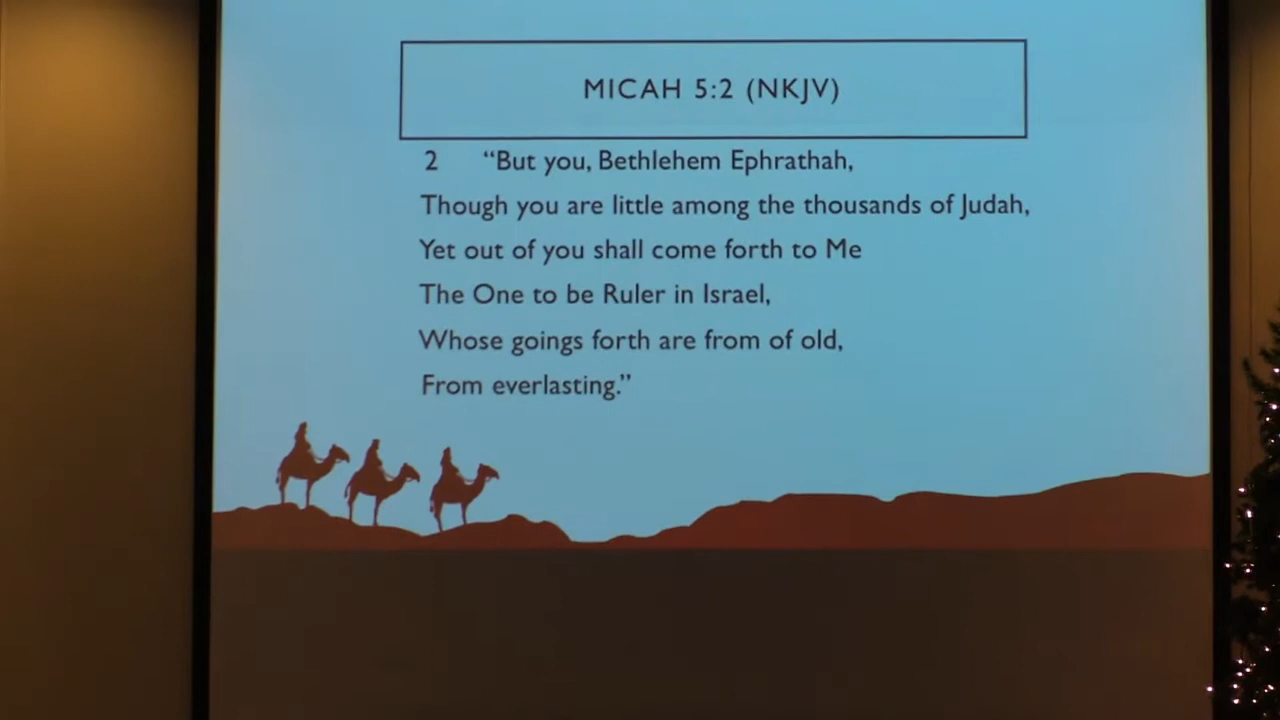 MICAH 5:2 (NKJV)
2 “But you, Bethlehem Ephrathah,
Though you are little among the thousands of Judah,
Yet out of you shall come forth to Me
The One to be Ruler in Israel,
Whose goings forth are from of old,
From everlasting.”